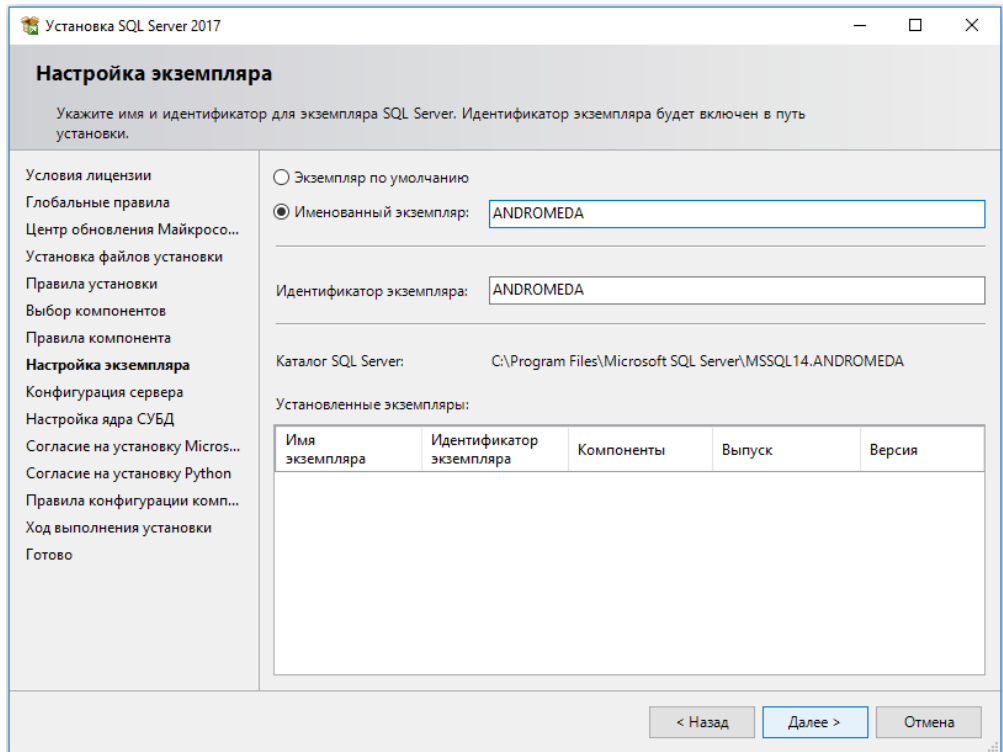 Установка SQL Server 2017
Настройка экземпляра
Укажите имя и идентификатор для экземпляра SQL Server. Идентификатор экземпляра будет включен в путь
установки.
Условия лицензии
Глобальные правила
Центр обновления Майкросо...
Установка файлов установки
Правила установки
Выбор компонентов
Правила компонента
Настройка экземпляра
Конфигурация сервера
Настройка ядра СУБД
Согласие на установку Micros...
Согласие на установку Python
Правила конфигурации комп...
Ход выполнения установки
Готово
Экземпляр по умолчанию
Именованный экземпляр: ANDROMEDA
Идентификатор экземпляра: ANDROMEDA
Каталог SQL Server: C:\Program Files\Microsoft SQL Server\MSSQL14.ANDROMEDA
Установленные экземпляры:
Имя экземпляра Идентификатор экземпляра Компоненты Выпуск Версия
< Назад Далее > Отмена